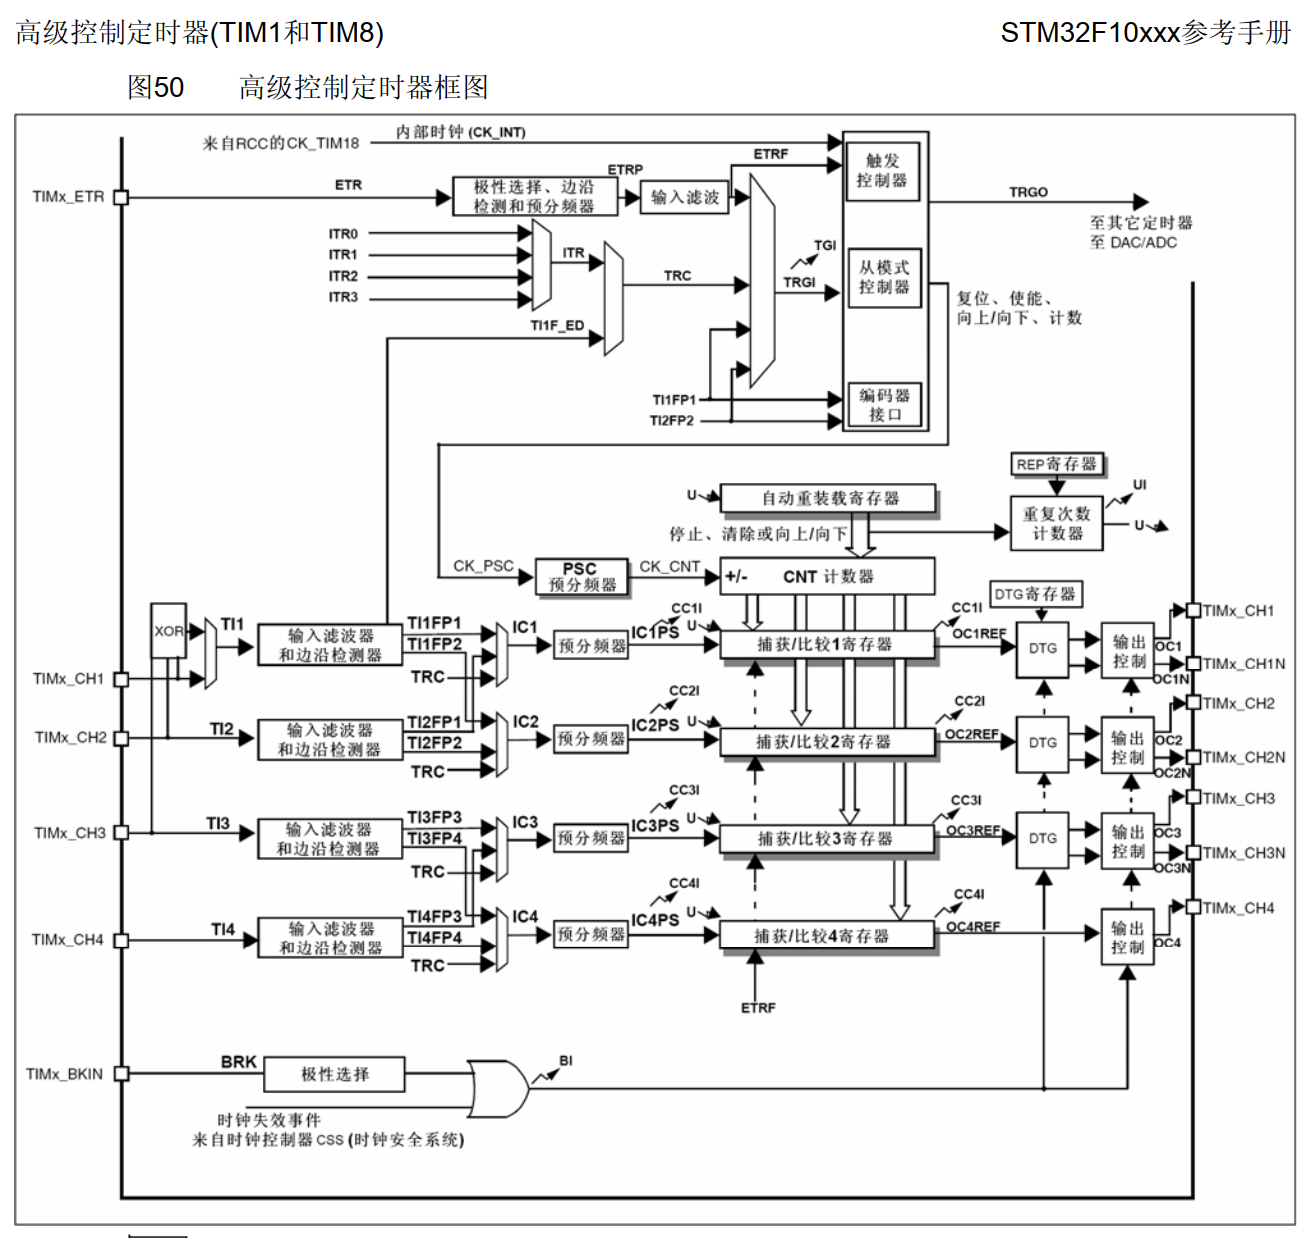 高级控制定时器(TIM1和TIM8)
STM32F10xxx参考手册
图50 高级控制定时器框图
内部时钟 (CK_INT)
来自RCC的CK_TIM18
触发
控制器
ETRF
ETRP
TIMx_ETR
ETR
极性选择、边沿
检测和预分频器
输入滤波
TRGO
至其它定时器
至 DAC/ADC
ITR0
ITR1
ITR2
ITR3
ITR
TRC
TGI
TRGI
从模式
控制器
复位、使能、
向上/向下、计数
TI1F_ED
TI1FP1
TI2FP2
编码器
接口
REP寄存器
U
自动重装载寄存器
UI
重复次数
计数器
U
停止、清除或向上/向下
CK_PSC
PSC
预分频器
CK_CNT
+/-
CNT 计数器
DTG寄存器
XOR
TI1
输入滤波器
和边沿检测器
TI1FP1
TI1FP2
TRC
IC1
预分频器
IC1PS
CC1I
U
捕获/比较1寄存器
CC1I
OC1REF
DTG
输出
控制
OC1
OC1N
TIMx_CH1
TIMx_CH1N
TIMx_CH1
TIMx_CH2
TI2
输入滤波器
和边沿检测器
TI2FP1
TI2FP2
TRC
IC2
预分频器
IC2PS
CC2I
U
捕获/比较2寄存器
CC2I
OC2REF
DTG
输出
控制
OC2
OC2N
TIMx_CH2
TIMx_CH2N
TIMx_CH3
TI3
输入滤波器
和边沿检测器
TI3FP3
TI3FP4
TRC
IC3
预分频器
IC3PS
CC3I
U
捕获/比较3寄存器
CC3I
OC3REF
DTG
输出
控制
OC3
OC3N
TIMx_CH3
TIMx_CH3N
TIMx_CH4
TI4
输入滤波器
和边沿检测器
TI4FP3
TI4FP4
TRC
IC4
预分频器
IC4PS
CC4I
U
捕获/比较4寄存器
CC4I
OC4REF
输出
控制
OC4
TIMx_CH4
ETRF
TIMx_BKIN
BRK
极性选择
BI
时钟失效事件
来自时钟控制器 CSS (时钟安全系统)